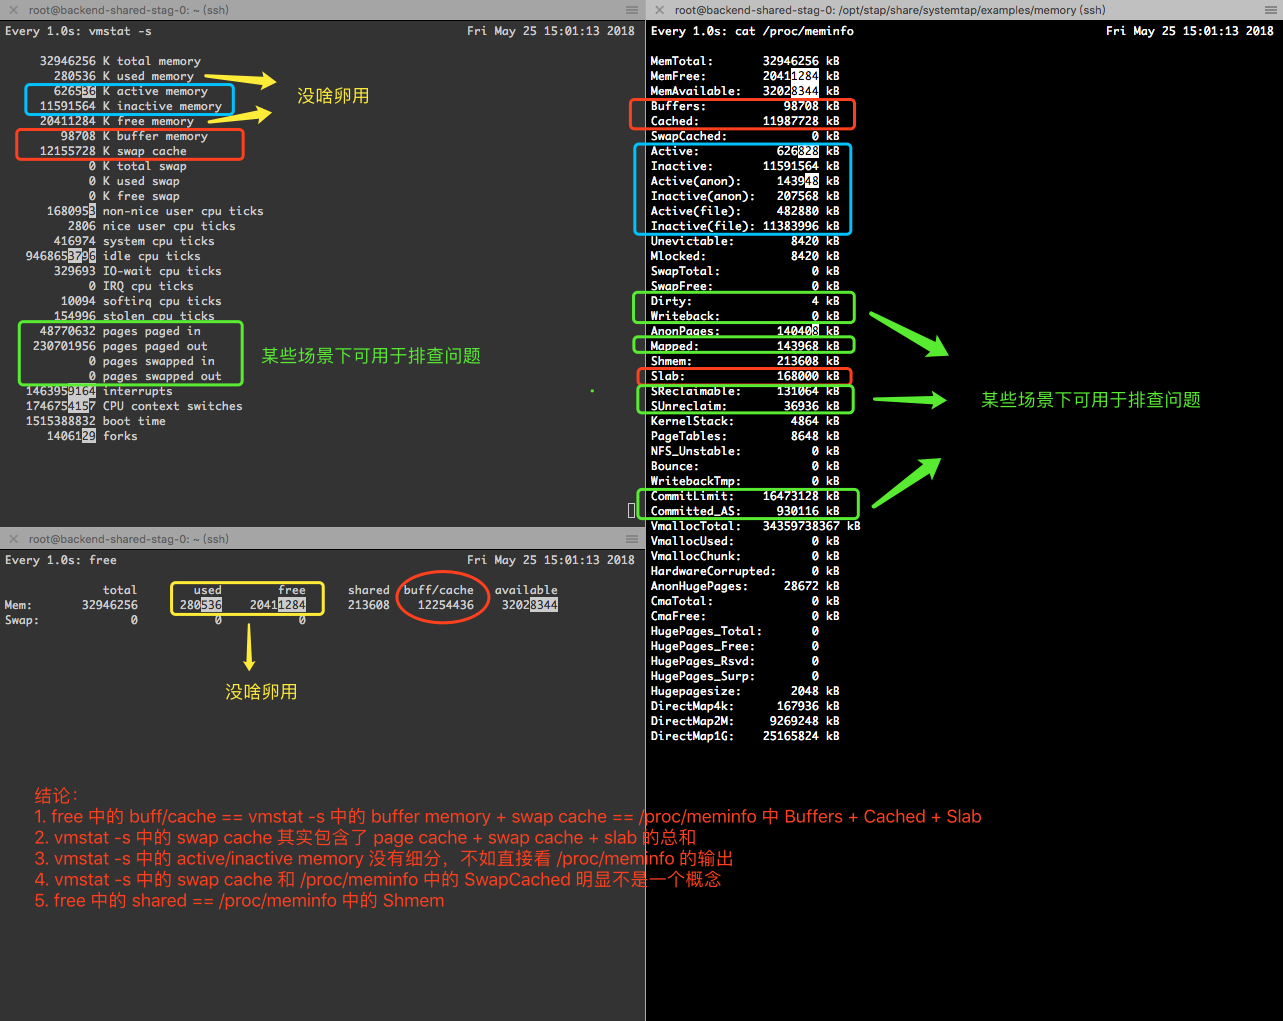 root@backend-shared-stag-0: ~ (ssh)
Every 1.0s: vmstat -s Fri May 25 15:01:13 2018
32946256 K total memory
280536 K used memory
626536 K active memory
11591564 K inactive memory
20411284 K free memory
98708 K buffer memory
12155728 K swap cache
0 K total swap
0 K used swap
0 K free swap
1680953 non-nice user cpu ticks
2806 nice user cpu ticks
416974 system cpu ticks
9468653796 idle cpu ticks
329693 IO-wait cpu ticks
0 IRQ cpu ticks
10094 softirq cpu ticks
154996 stolen cpu ticks
48770632 pages paged in
230701956 pages paged out
0 pages swapped in
0 pages swapped out
1463959164 interrupts
1746754157 CPU context switches
1515388832 boot time
1406129 forks
没啥卵用
某些场景下可用于排查问题
root@backend-shared-stag-0: /opt/stap/share/systemtap/examples/memory (ssh)
Every 1.0s: cat /proc/meminfo Fri May 25 15:01:13 2018
MemTotal: 32946256 kB
MemFree: 20411284 kB
MemAvailable: 32028344 kB
Buffers: 98708 kB
Cached: 11987728 kB
SwapCached: 0 kB
Active: 626828 kB
Inactive: 11591564 kB
Active(anon): 143948 kB
Inactive(anon): 207568 kB
Active(file): 482880 kB
Inactive(file): 11383996 kB
Unevictable: 8420 kB
Mlocked: 8420 kB
SwapTotal: 0 kB
SwapFree: 0 kB
Dirty: 4 kB
Writeback: 0 kB
AnonPages: 140408 kB
Mapped: 143968 kB
Shmem: 213608 kB
Slab: 168000 kB
SReclaimable: 131064 kB
SUnreclaim: 36936 kB
KernelStack: 4864 kB
PageTables: 8648 kB
NFS_Unstable: 0 kB
Bounce: 0 kB
WritebackTmp: 0 kB
CommitLimit: 16473128 kB
Committed_AS: 930116 kB
VmallocTotal: 34359738367 kB
VmallocUsed: 0 kB
VmallocChunk: 0 kB
HardwareCorrupted: 0 kB
AnonHugePages: 28672 kB
CmaTotal: 0 kB
CmaFree: 0 kB
HugePages_Total: 0
HugePages_Free: 0
HugePages_Rsvd: 0
HugePages_Surp: 0
Hugepagesize: 2048 kB
DirectMap4k: 167936 kB
DirectMap2M: 9269248 kB
DirectMap1G: 25165824 kB
某些场景下可用于排查问题
root@backend-shared-stag-0: ~ (ssh)
Every 1.0s: free Fri May 25 15:01:13 2018
total used free shared buff/cache available
Mem: 32946256 280536 20411284 213608 12254436 32028344
Swap: 0 0 0
没啥卵用
结论：
1. free 中的 buff/cache == vmstat -s 中的 buffer memory + swap cache == /proc/meminfo 中 Buffers + Cached + Slab
2. vmstat -s 中的 swap cache 其实包含了 page cache + swap cache + slab 的总和
3. vmstat -s 中的 active/inactive memory 没有细分，不如直接看 /proc/meminfo 的输出
4. vmstat -s 中的 swap cache 和 /proc/meminfo 中的 SwapCached 明显不是一个概念
5. free 中的 shared == /proc/meminfo 中的 Shmem